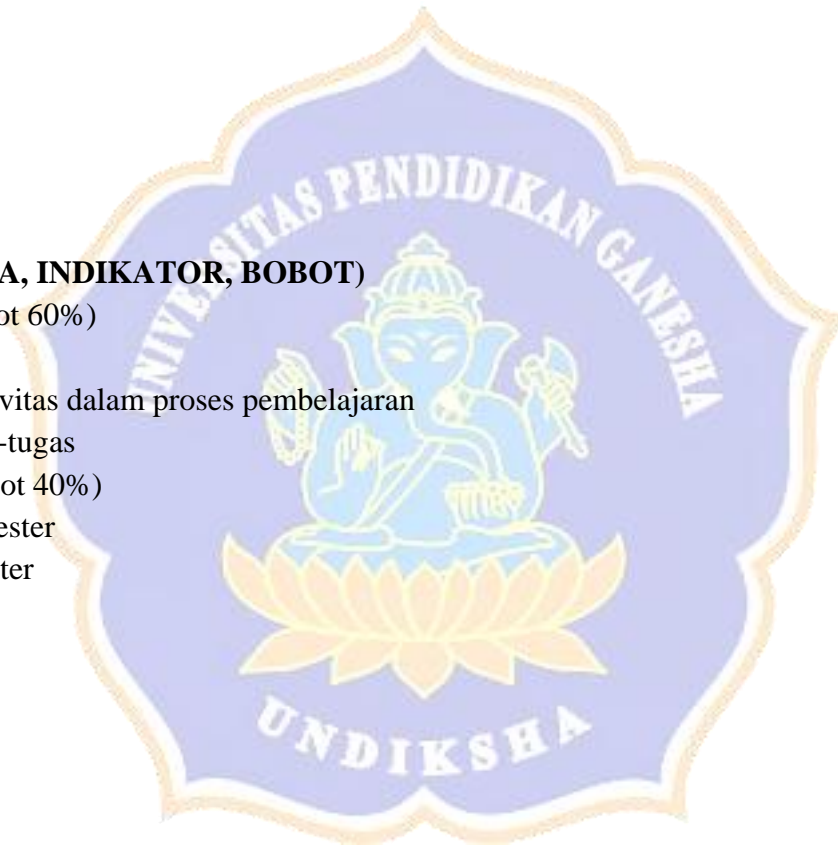 UNIVERSITAS PENDIDIKAN GANESHA
A, INDIKATOR, BOBOT)
ot 60%)
vitas dalam proses pembelajaran
-tugas
ot 40%)
ester
ter
UNDIKSHA